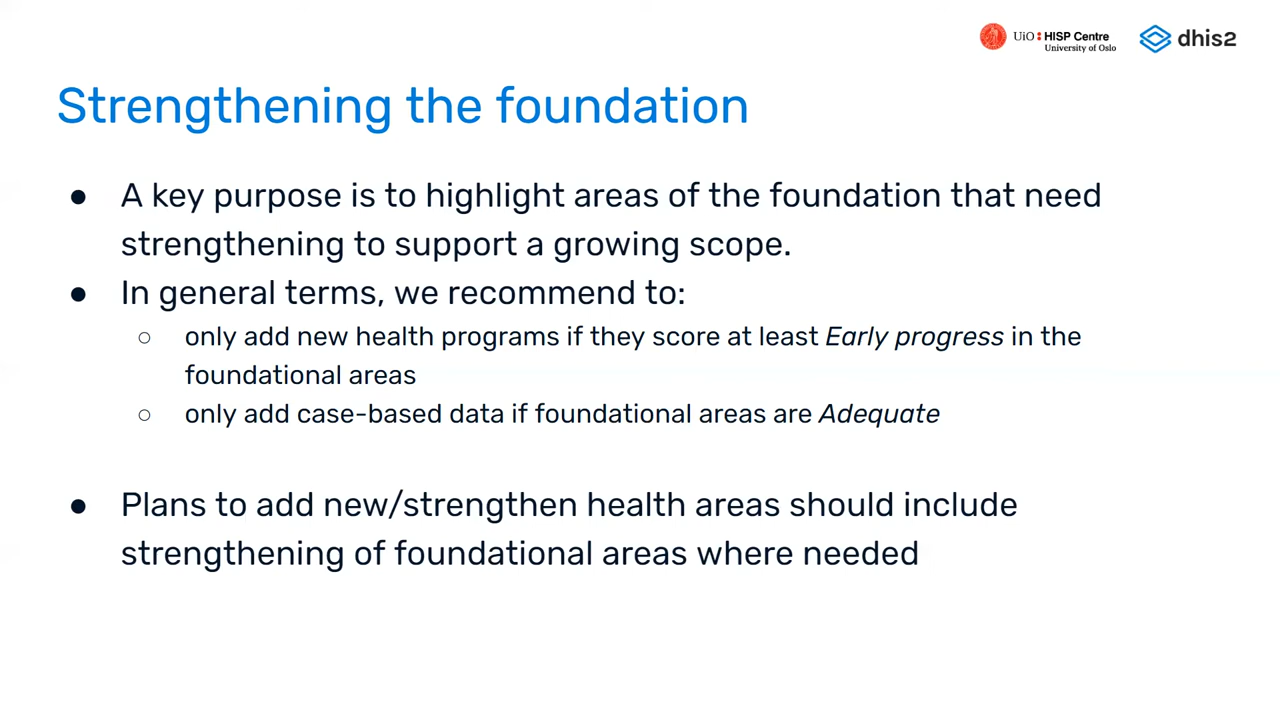 UiO: HISP Centre
University of Oslo
dhis2
Strengthening the foundation
● A key purpose is to highlight areas of the foundation that need
strengthening to support a growing scope.
● In general terms, we recommend to:
○ only add new health programs if they score at least Early progress in the
foundational areas
○ only add case-based data if foundational areas are Adequate
● Plans to add new/strengthen health areas should include
strengthening of foundational areas where needed